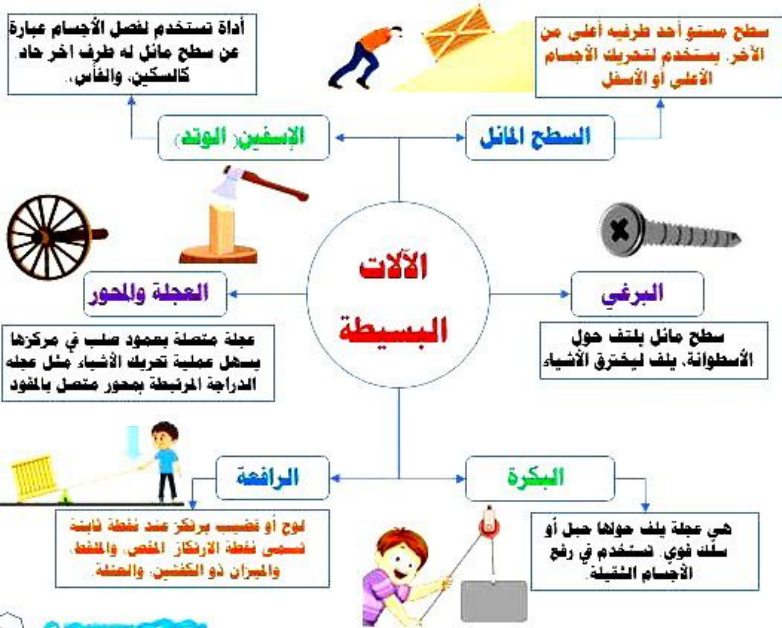 سطح مستو أحد طرفيه أعلى من
الآخر. يستخدم لتحريك الأجسام
الأعلى أو الأسفل
أداة تستخدم لفصل الأجسام عبارة
عن سطح مائل له طرف اخر حاد.
كالسكين، والفأس.
السطح المائل
الإسفين( الوتد)
الآلات
البسيطة
البرغي
سطح مائل يلتف حول
الأسطوانة، يلف ليخترق الأشياء
العجلة والمحور
عجلة متصلة بعمود صلب في مركزها
يسهل عملية تحريك الأشياء مثل عجله
الدراجة المرتبطة بمحور متصل بالمقود
البكرة
هي عجلة يلف حولها حبل أو
سلك قوي، تستخدم في رفع
الأجسام الثقيلة.
الرافعة
لوح أو قضيب يرتكز عند نقطة ثابتة
تسمى نقطة الارتكاز المقص، والملقط،
والميزان ذو الكفتين، والعتلة.